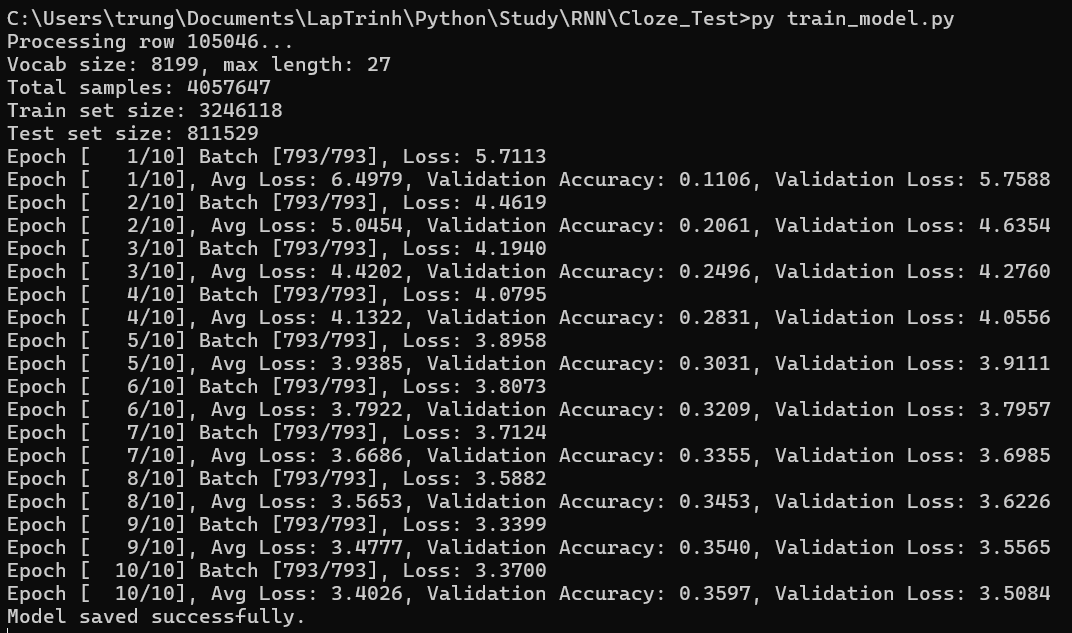 C:\Users\trung\Documents\LapTrinh\Python\Study\RNN\Cloze_Test>py train_model.py
Processing row 105046...
Vocab size: 8199, max length: 27
Total samples: 4057647
Train set size: 3246118
Test set size: 811529
Epoch [   1/10] Batch [793/793], Loss: 5.7113
Epoch [   1/10], Avg Loss: 6.4979, Validation Accuracy: 0.1106, Validation Loss: 5.7588
Epoch [   2/10] Batch [793/793], Loss: 4.4619
Epoch [   2/10], Avg Loss: 5.0454, Validation Accuracy: 0.2061, Validation Loss: 4.6354
Epoch [   3/10] Batch [793/793], Loss: 4.1940
Epoch [   3/10], Avg Loss: 4.4202, Validation Accuracy: 0.2496, Validation Loss: 4.2760
Epoch [   4/10] Batch [793/793], Loss: 4.0795
Epoch [   4/10], Avg Loss: 4.1322, Validation Accuracy: 0.2831, Validation Loss: 4.0556
Epoch [   5/10] Batch [793/793], Loss: 3.8958
Epoch [   5/10], Avg Loss: 3.9385, Validation Accuracy: 0.3031, Validation Loss: 3.9111
Epoch [   6/10] Batch [793/793], Loss: 3.8073
Epoch [   6/10], Avg Loss: 3.7922, Validation Accuracy: 0.3209, Validation Loss: 3.7957
Epoch [   7/10] Batch [793/793], Loss: 3.7124
Epoch [   7/10], Avg Loss: 3.6686, Validation Accuracy: 0.3355, Validation Loss: 3.6985
Epoch [   8/10] Batch [793/793], Loss: 3.5882
Epoch [   8/10], Avg Loss: 3.5653, Validation Accuracy: 0.3453, Validation Loss: 3.6226
Epoch [   9/10] Batch [793/793], Loss: 3.3399
Epoch [   9/10], Avg Loss: 3.4777, Validation Accuracy: 0.3540, Validation Loss: 3.5565
Epoch [  10/10] Batch [793/793], Loss: 3.3700
Epoch [  10/10], Avg Loss: 3.4026, Validation Accuracy: 0.3597, Validation Loss: 3.5084
Model saved successfully.